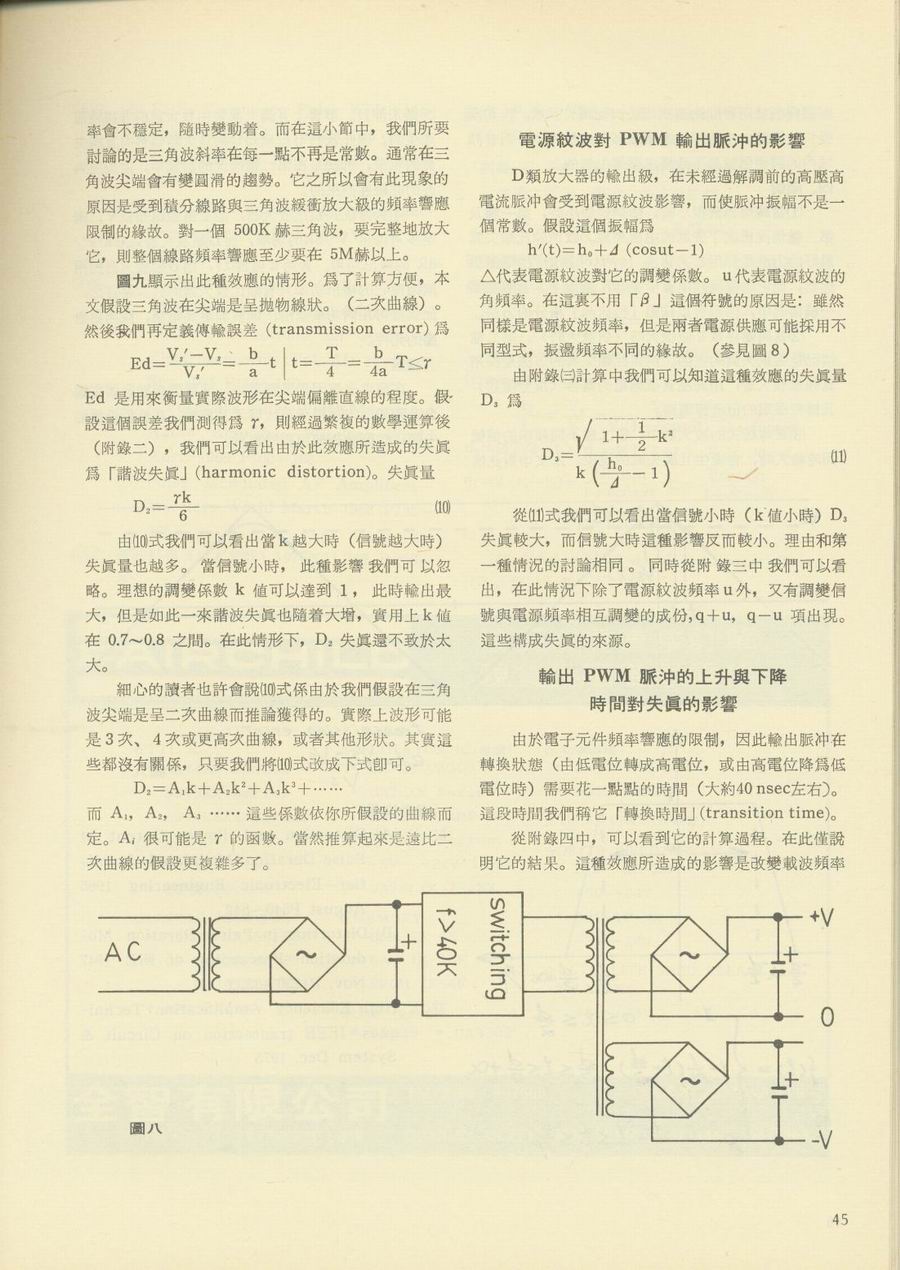 率會不穩定，隨時變動着。而在這小節中，我們所要
討論的是三角波斜率在每一點不再是常數。通常在三
角波尖端會有變圓滑的趨勢。它之所以會有此現象的
原因是受到積分線路與三角波緩衝放大級的頻率響應
限制的緣故。對一個 500K 赫三角波，要完整地放大
它，則整個線路頻率響應至少要在 5M赫以上。
圖九顯示出此種效應的情形。爲了計算方便，本
文假設三角波在尖端是呈拋物線狀。（二次曲線）。
然後我們再定義傳輸誤差 (transmission error) 爲
Ed=(Vs′−Vs)/Vs′=(b/a)t | t=T/4=(b/4a)T≤γ
Ed 是用來衡量實際波形在尖端偏離直線的程度。假
設這個誤差我們測得爲 γ，則經過繁複的數學運算後
（附錄二），我們可以看出由於此效應所造成的失眞
爲「諧波失眞」(harmonic distortion)。失眞量
D₂=γk/6 ⑽
由⑽式我們可以看出當k越大時（信號越大時）
失眞量也越多。當信號小時，此種影響我們可以忽
略。理想的調變係數 k 値可以達到 1，此時輸出最
大，但是如此一來諧波失眞也隨着大增，實用上k値
在 0.7～0.8 之間。在此情形下，D₂ 失眞還不致於太
大。
細心的讀者也許會說⑽式係由於我們假設在三角
波尖端是呈二次曲線而推論獲得的。實際上波形可能
是3次、4次或更高次曲線，或者其他形狀。其實這
些都沒有關係，只要我們將⑽式改成下式卽可。
D₂=A₁k+A₂k²+A₃k³+……
而 A₁，A₂，A₃ …… 這些係數依你所假設的曲線而
定。Aᵢ 很可能是 γ 的函數。當然推算起來是遠比二
次曲線的假設更複雜多了。
電源紋波對 PWM 輸出脈沖的影響
D類放大器的輸出級，在未經過解調前的高壓高
電流脈冲會受到電源紋波影響，而使脈冲振幅不是一
個常數。假設這個振幅爲
h′(t)=h₀+Δ (cosut−1)
△代表電源紋波對它的調變係數。u代表電源紋波的
角頻率。在這裏不用「β」這個符號的原因是：雖然
同樣是電源紋波頻率，但是兩者電源供應可能採用不
同型式，振盪頻率不同的緣故。（參見圖8）
由附錄㈢計算中我們可以知道這種效應的失眞量
D₃ 爲
D₃=√(1+½k²) / k(h₀/Δ−1) ⑾
從⑾式我們可以看出當信號小時（k値小時）D₃
失眞較大，而信號大時這種影響反而較小。理由和第
一種情況的討論相同。同時從附錄三中我們可以看
出，在此情況下除了電源紋波頻率u外，又有調變信
號與電源頻率相互調變的成份，q+u，q−u 項出現。
這些構成失眞的來源。
輸出 PWM 脈沖的上升與下降
時間對失眞的影響
由於電子元件頻率響應的限制，因此輸出脈冲在
轉換狀態（由低電位轉成高電位，或由高電位降爲低
電位時）需要花一點點的時間（大約40 nsec左右）。
這段時間我們稱它「轉換時間」(transition time)。
從附錄四中，可以看到它的計算過程。在此僅說
明它的結果。這種效應所造成的影響是改變載波頻率
AC
~
+
switching
f>40K
~
+
+V
0
~
+
-V
圖八
45